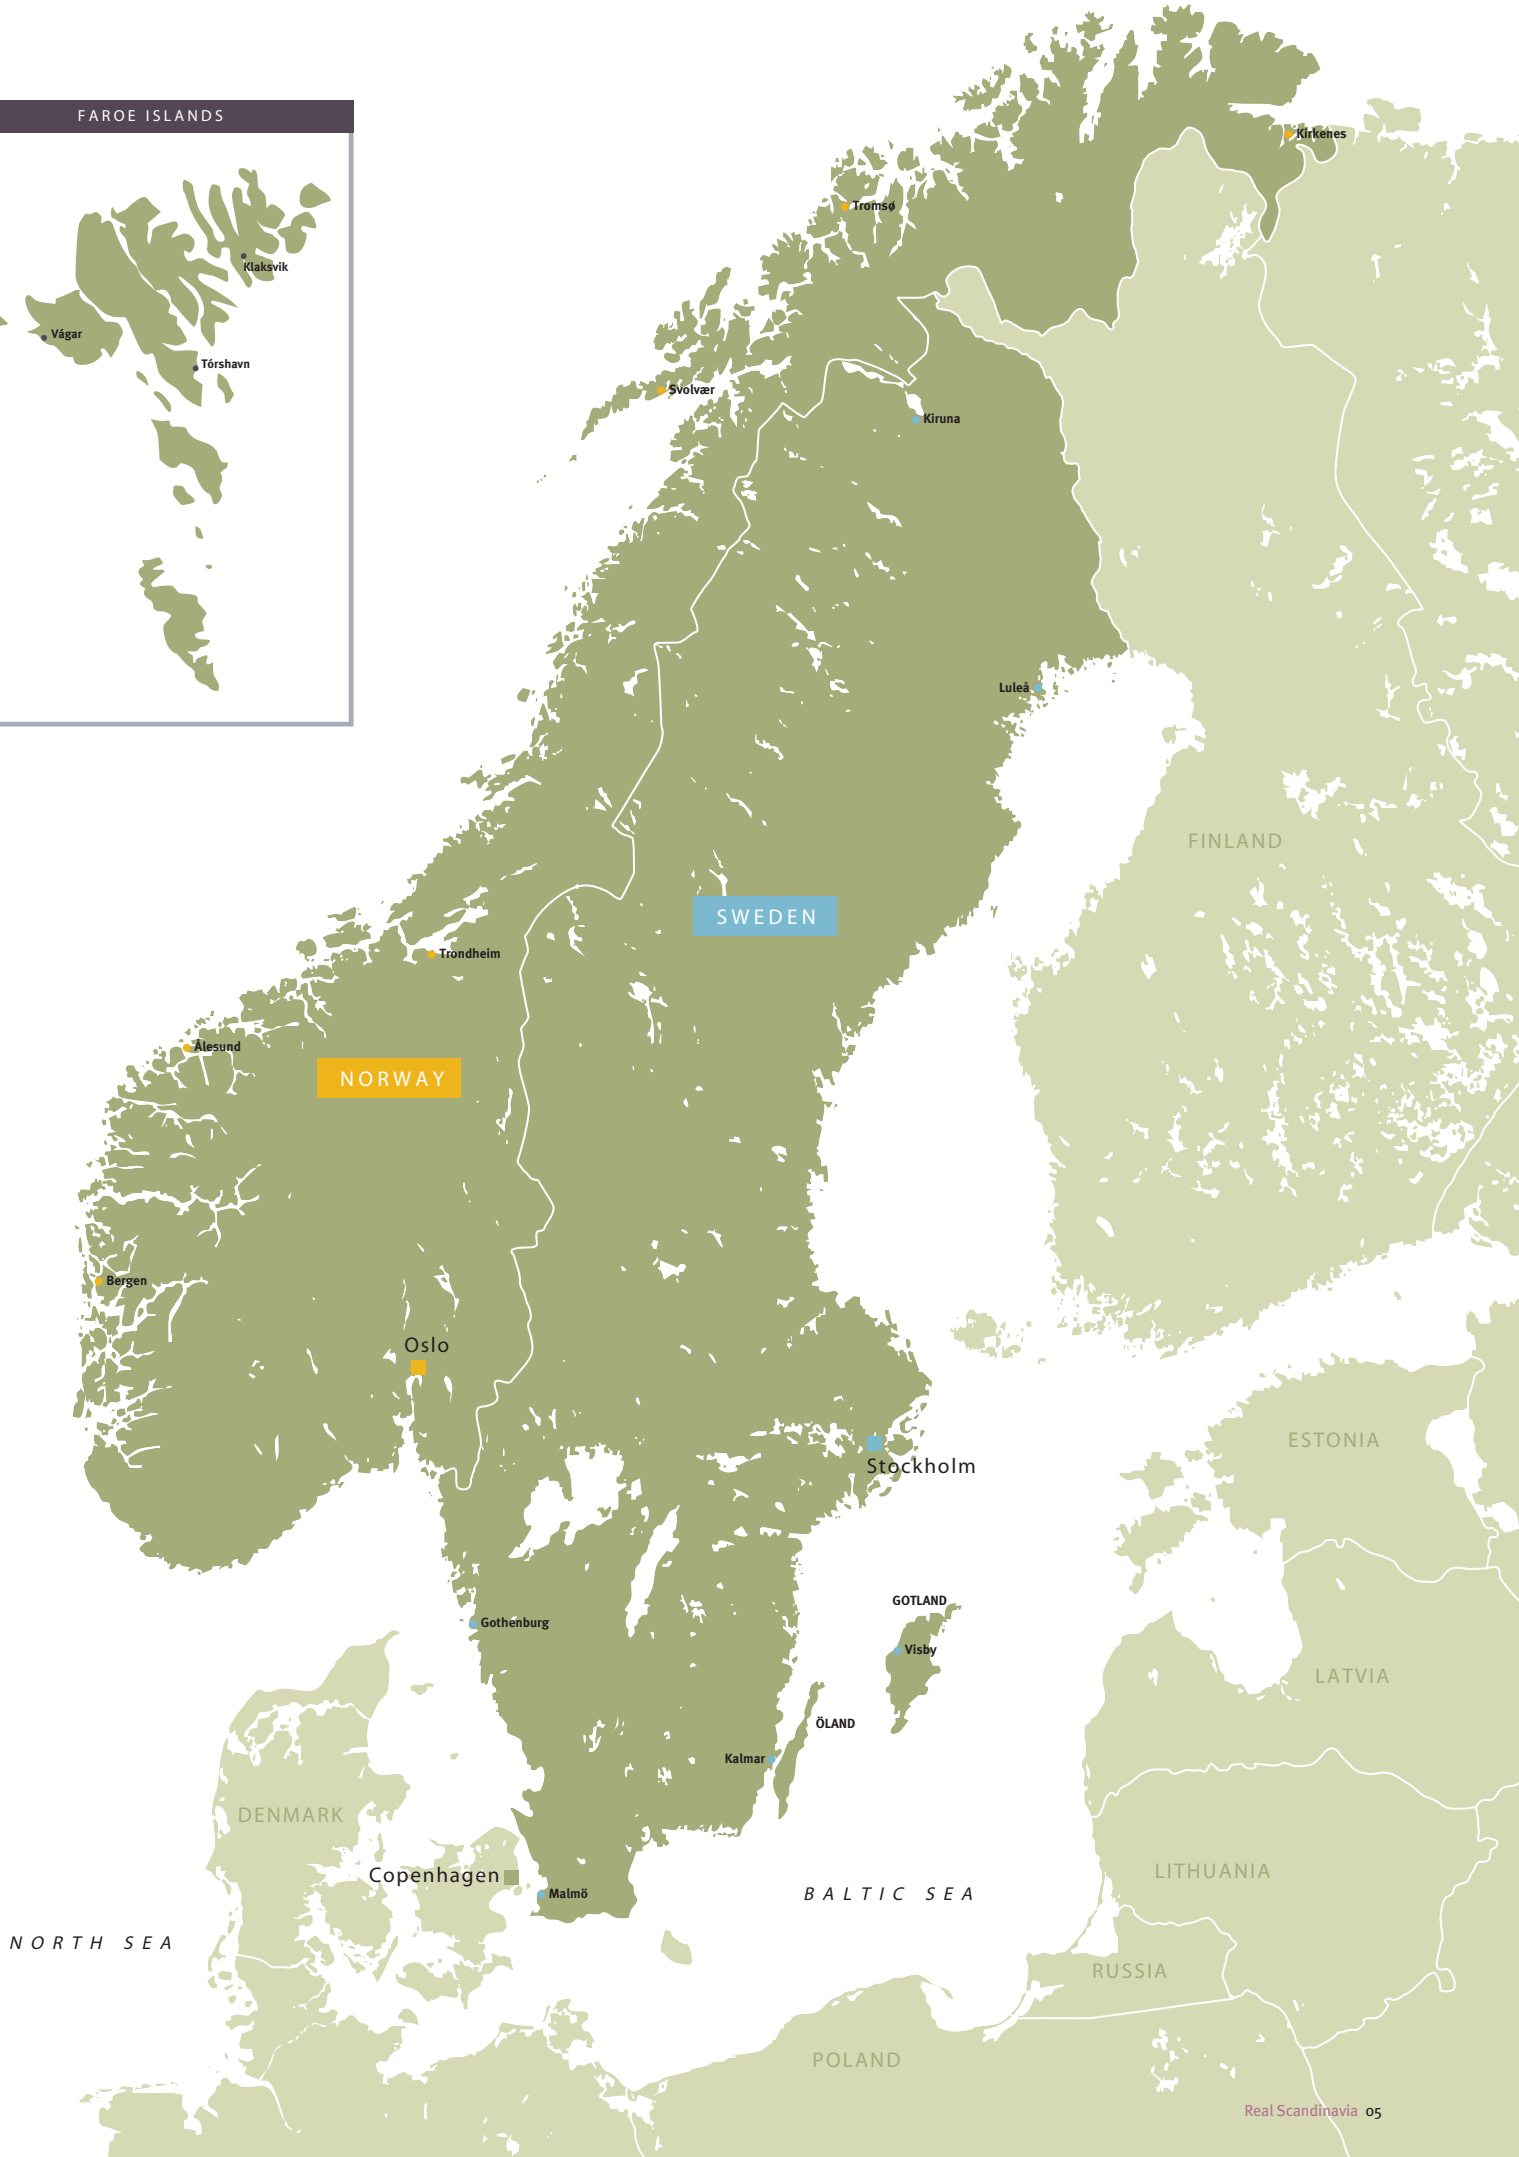 FAROE ISLANDS
Kirkenes
Tromsø
Klaksvik
Vágar
Tórshavn
Svolvær
Kiruna
Luleå
FINLAND
SWEDEN
Trondheim
Ålesund
NORWAY
Bergen
Oslo
ESTONIA
Stockholm
GOTLAND
Gothenburg
Visby
LATVIA
ÖLAND
Kalmar
DENMARK
LITHUANIA
Copenhagen
Malmö
BALTIC SEA
NORTH SEA
RUSSIA
POLAND
Real Scandinavia 05